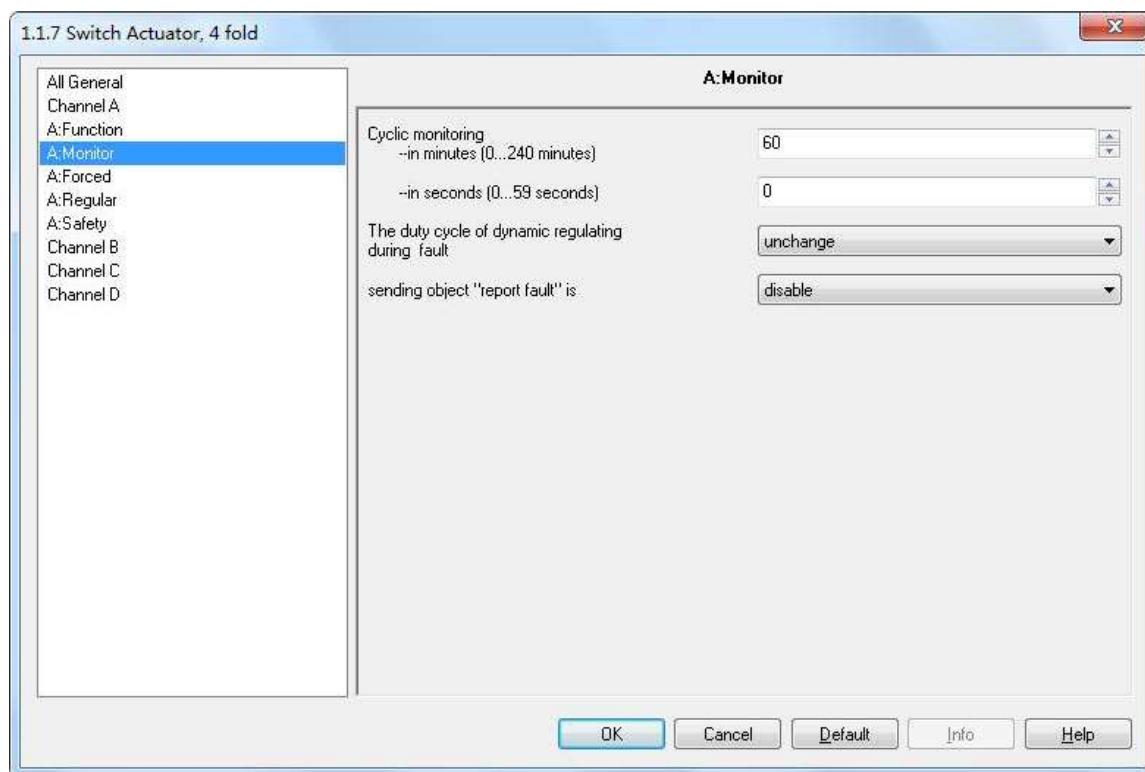 1.1.7 Switch Actuator, 4 fold
All General
Channel A
A:Function
A:Monitor
A:Forced
A:Regular
A:Safety
Channel B
Channel C
Channel D
A:Monitor
Cyclic monitoring
--in minutes (0...240 minutes)
60
--in seconds (0...59 seconds)
0
The duty cycle of dynamic regulating
during fault
unchange
sending object "report fault" is
disable
OK
Cancel
Default
Info
Help